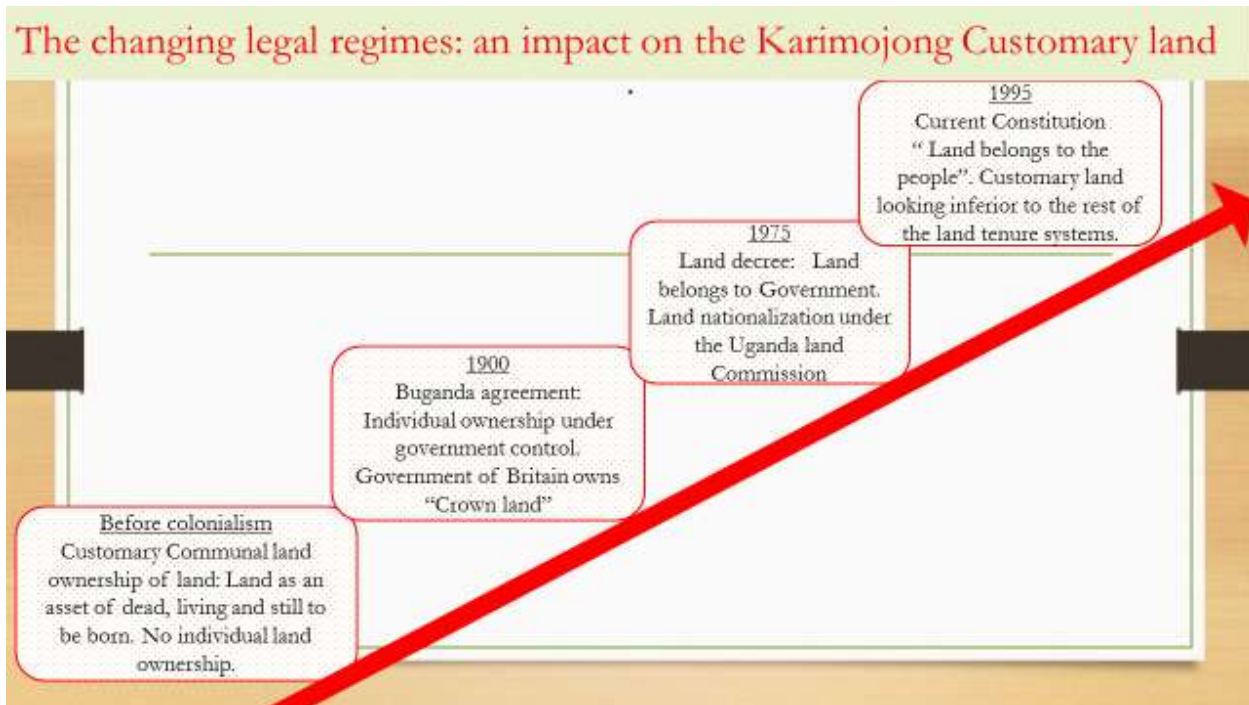 The changing legal regimes: an impact on the Karimojong Customary land
1995
Current Constitution
“ Land belongs to the
people”. Customary land
looking inferior to the rest of
the land tenure systems.
1975
Land decree: Land
belongs to Government.
Land nationalization under
the Uganda land
Commission
1900
Buganda agreement:
Individual ownership under
government control.
Government of Britain owns
“Crown land”
Before colonialism
Customary Communal land
ownership of land: Land as an
asset of dead, living and still to
be born. No individual land
ownership.